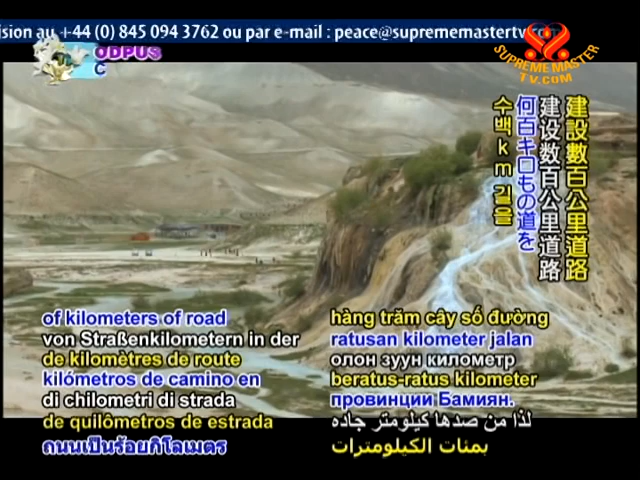 ision au +44 (0) 845 094 3762 ou par e-mail : peace@suprememastertv.com
ODPUS
C
SUPREME MASTER
TV.COM
建設數百公里道路
建设数百公里道路
何百キロもの道を
수백 km 길을
of kilometers of road
von Straßenkilometern in der
de kilomètres de route
kilómetros de camino en
di chilometri di strada
de quilômetros de estrada
ถนนเป็นร้อยกิโลเมตร
hàng trăm cây số đường
ratusan kilometer jalan
олон зуун километр
beratus-ratus kilometer
провинции Бамиян.
لذا من صدها کیلومتر جاده
بمئات الكيلومترات